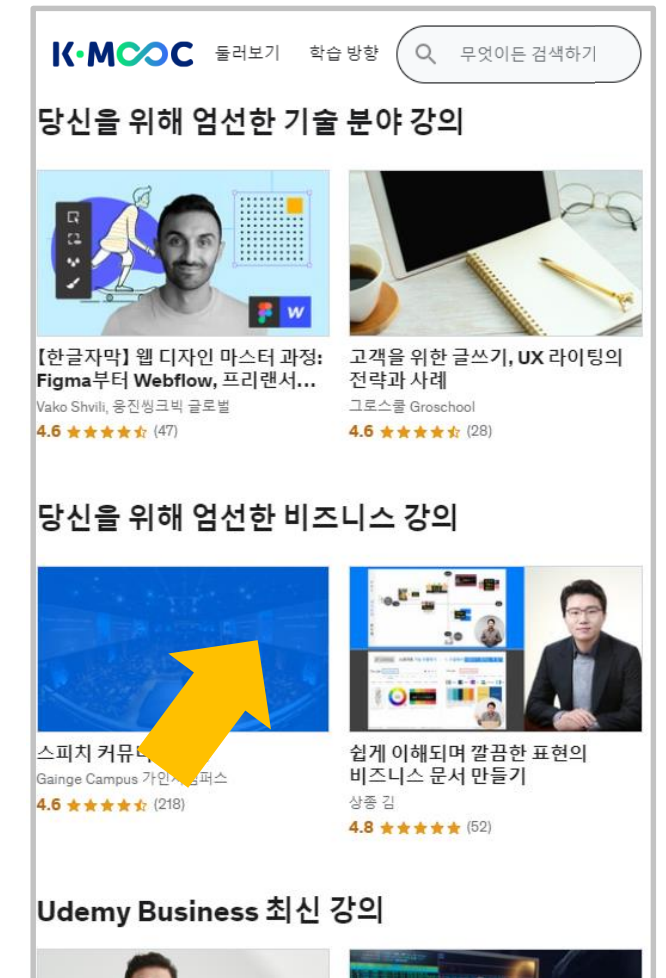 K·MOOC 둘러보기 학습 방향 무엇이든 검색하기
당신을 위해 엄선한 기술 분야 강의
W
【한글자막】 웹 디자인 마스터 과정:
Figma부터 Webflow, 프리랜서...
Vako Shvili, 웅진씽크빅 글로벌
4.6 (47)
고객을 위한 글쓰기, UX 라이팅의
전략과 사례
그로스쿨 Groschool
4.6 (28)
당신을 위해 엄선한 비즈니스 강의
스피치 커뮤
Gainge Campus 가인
4.6 (218)
쉽게 이해되며 깔끔한 표현의
비즈니스 문서 만들기
상종 김
4.8 (52)
Udemy Business 최신 강의